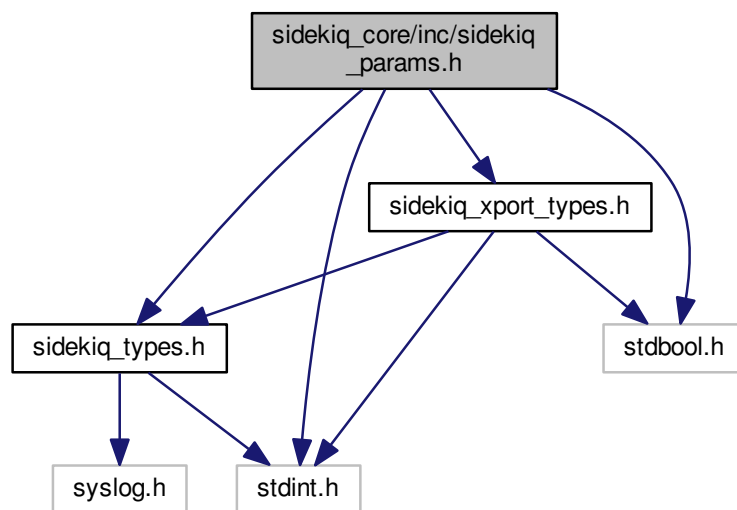 sidekiq_core/inc/sidekiq
_params.h
sidekiq_xport_types.h
sidekiq_types.h
stdbool.h
syslog.h
stdint.h